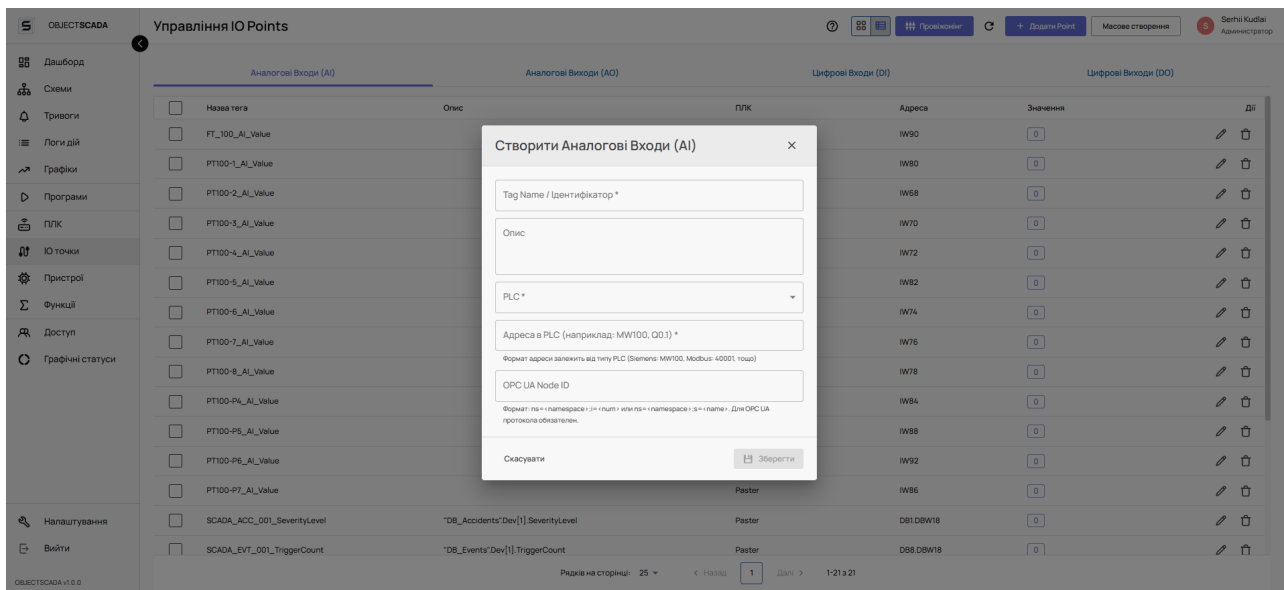 OBJECTSCADA
Управління IO Points
Провіжонінг
+ Додати Point
Масове створення
S
Serhii Kudlai
Администратор
Дашборд
Схеми
Тривоги
Логи дій
Графіки
Програми
ПЛК
IO точки
Пристрої
Функції
Доступ
Графічні статуси
Налаштування
Вийти
OBJECTSCADA v1.0.0
Аналогові Входи (AI)
Аналогові Виходи (AO)
Цифрові Входи (DI)
Цифрові Виходи (DO)
Назва тега Опис ПЛК Адреса Значення Дії
FT_100_AI_Value IW90 0
PT100-1_AI_Value IW80 0
PT100-2_AI_Value IW68 0
PT100-3_AI_Value IW70 0
PT100-4_AI_Value IW72 0
PT100-5_AI_Value IW82 0
PT100-6_AI_Value IW74 0
PT100-7_AI_Value IW76 0
PT100-8_AI_Value IW78 0
PT100-P4_AI_Value IW84 0
PT100-P5_AI_Value IW88 0
PT100-P6_AI_Value IW92 0
PT100-P7_AI_Value Paster IW86 0
SCADA_ACC_001_SeverityLevel "DB_Accidents".Dev[1].SeverityLevel Paster DB1.DBW18 0
SCADA_EVT_001_TriggerCount "DB_Events".Dev[1].TriggerCount Paster DB8.DBW18 0
Рядків на сторінці: 25 < Назад 1 Далі > 1-21 з 21
Створити Аналогові Входи (AI)
Tag Name / Ідентифікатор *
Опис
PLC *
Адреса в PLC (наприклад: MW100, Q0.1) *
Формат адреси залежить від типу PLC (Siemens: MW100, Modbus: 40001, тощо)
OPC UA Node ID
Формат: ns=<namespace>;i=<num> или ns=<namespace>;s=<name>. Для OPC UA
протокола обязателен.
Скасувати
Зберегти